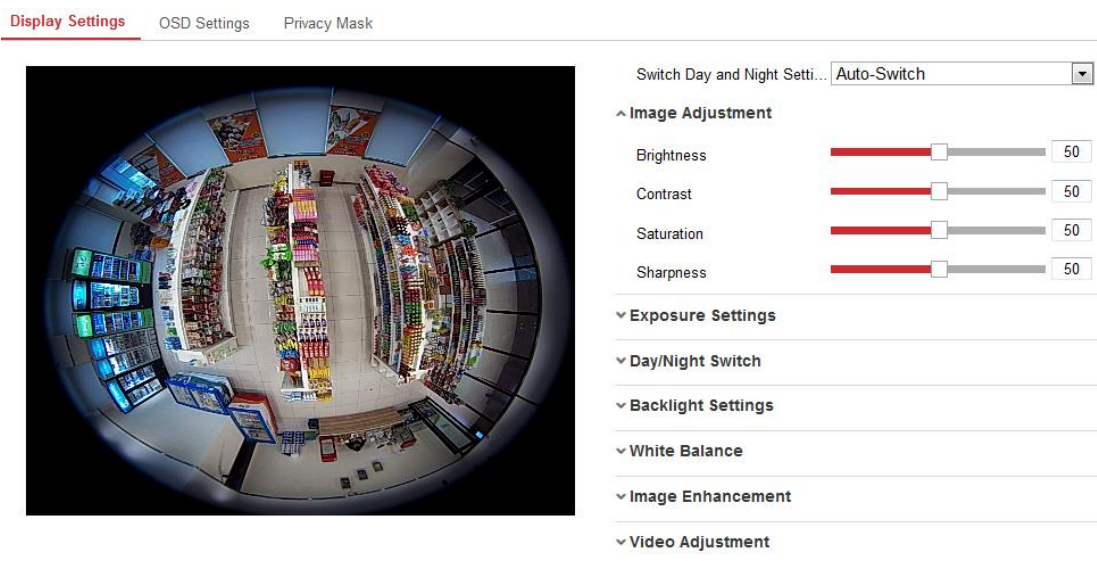 Display Settings OSD Settings Privacy Mask
Switch Day and Night Setti... Auto-Switch
Image Adjustment
Brightness 50
Contrast 50
Saturation 50
Sharpness 50
Exposure Settings
Day/Night Switch
Backlight Settings
White Balance
Image Enhancement
Video Adjustment